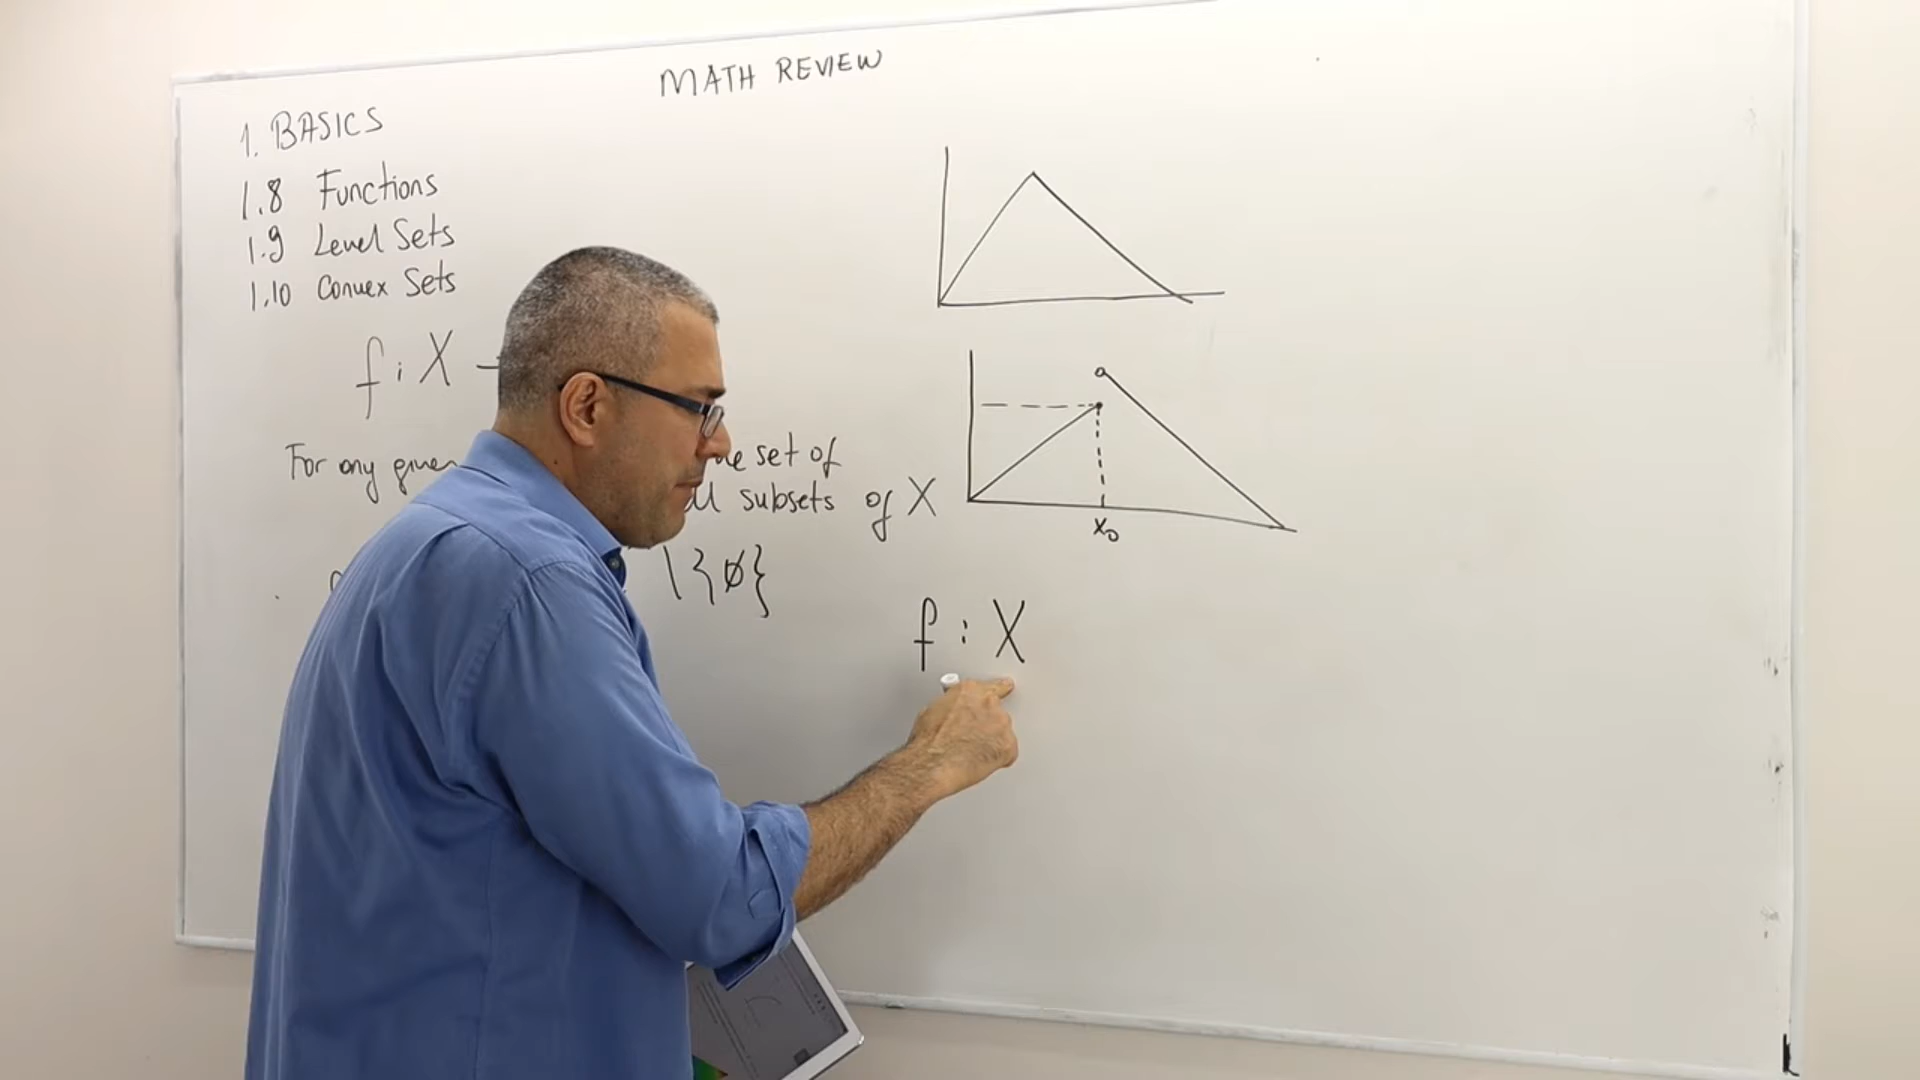 MATH REVIEW
1. BASICS
1.8 Functions
1.9 Level Sets
1.10 Convex Sets
f : X →
For any given set of
subsets of X
\{∅}
x₀
f : X